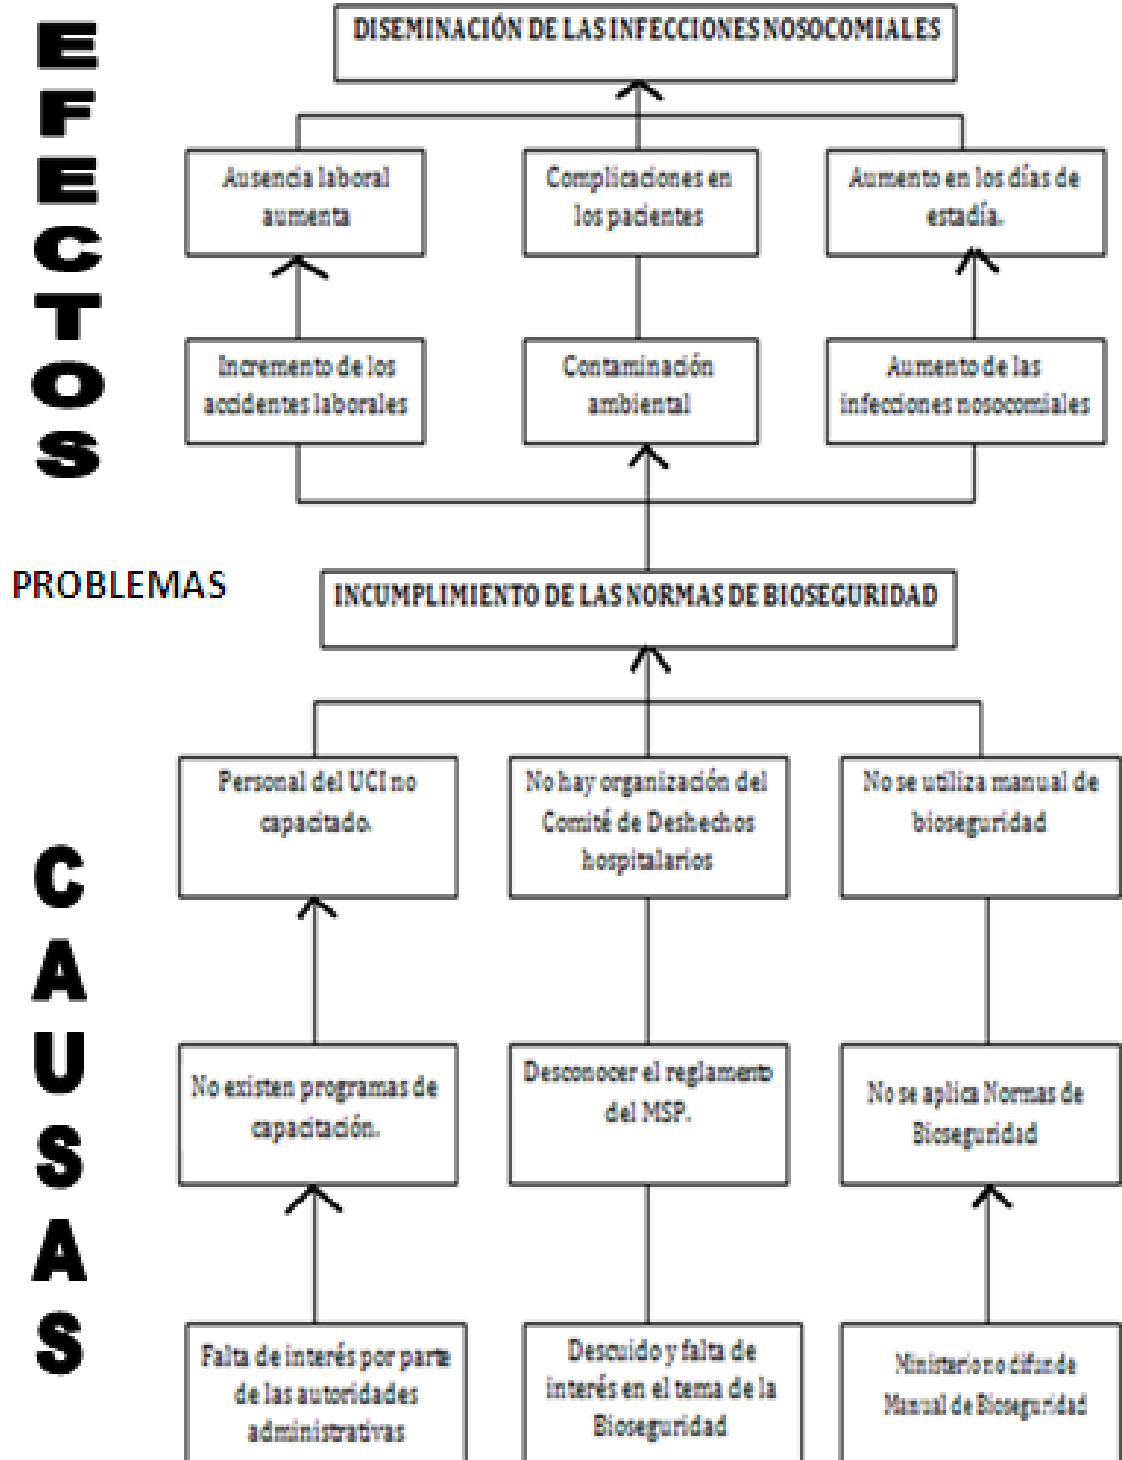 EFECTOS
DISEMINACIÓN DE LAS INFECCIONES NOSOCOMIALES
Ausencia laboral
aumenta
Complicaciones en
los pacientes
Aumento en los días de
estadía.
Incremento de los
accidentes laborales
Contaminación
ambiental
Aumento de las
infecciones nosocomiales
PROBLEMAS
INCUMPLIMIENTO DE LAS NORMAS DE BIOSEGURIDAD
CAUSAS
Personal del UCI no
capacitado.
No hay organización del
Comité de Deshechos
hospitalarios
No se utiliza manual de
bioseguridad
No existen programas de
capacitación.
Desconocer el reglamento
del MSP.
No se aplica Normas de
Bioseguridad
Falta de interés por parte
de las autoridades
administrativas
Descuido y falta de
interés en el tema de la
Bioseguridad
Ministerio no difunde
Manual de Bioseguridad